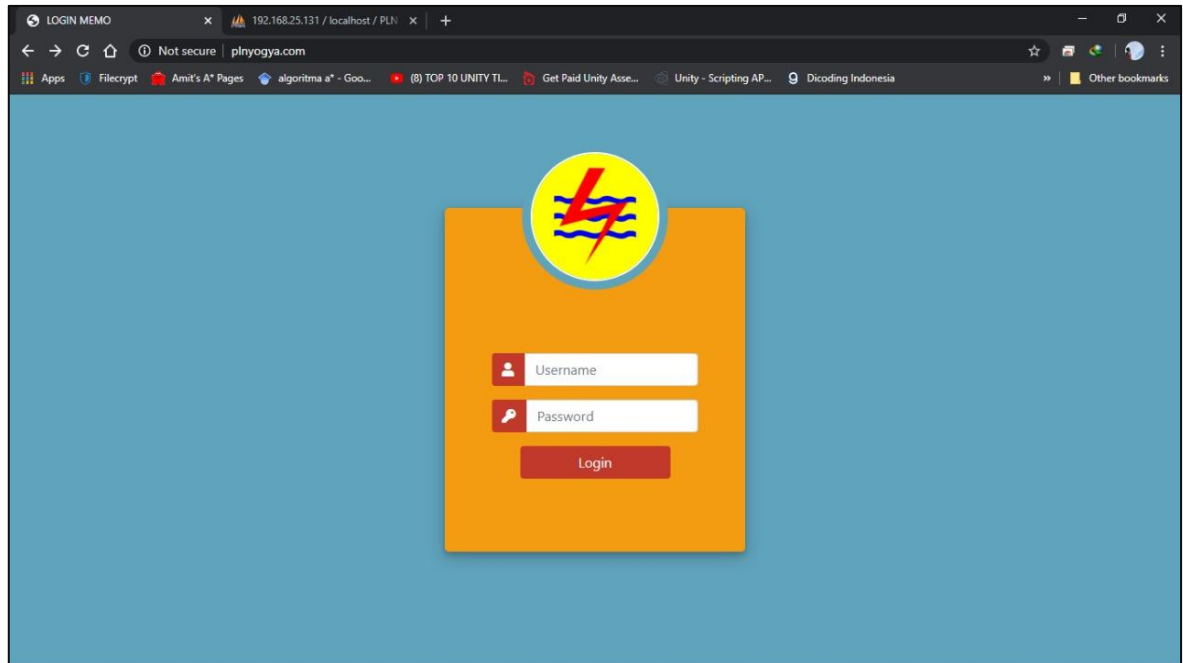 LOGIN MEMO
192.168.25.131 / localhost / PLN
Not secure | plnyogya.com
Apps Filecrypt Amit's A* Pages algoritma a* - Goo... (8) TOP 10 UNITY TI... Get Paid Unity Asse... Unity - Scripting AP... Dicoding Indonesia » Other bookmarks
Username
Password
Login